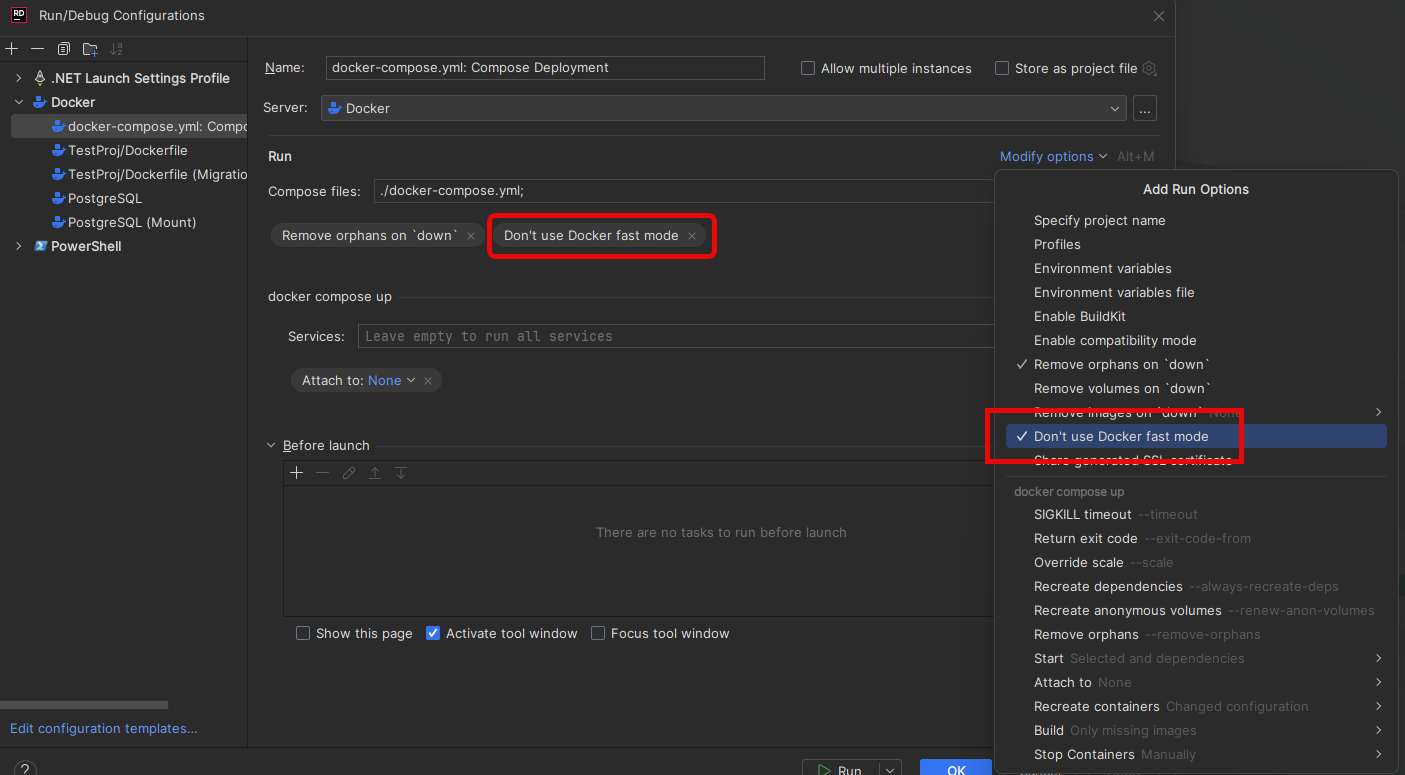 RD
Run/Debug Configurations
.NET Launch Settings Profile
Docker
docker-compose.yml: Compo
TestProj/Dockerfile
TestProj/Dockerfile (Migratio
PostgreSQL
PostgreSQL (Mount)
PowerShell
Edit configuration templates...
?
Name: docker-compose.yml: Compose Deployment Allow multiple instances Store as project file
Server: Docker ...
Run Modify options Alt+M
Compose files: ./docker-compose.yml;
Remove orphans on `down` Don't use Docker fast mode
docker compose up
Services: Leave empty to run all services
Attach to: None
Before launch
There are no tasks to run before launch
Show this page Activate tool window Focus tool window
Run OK
Add Run Options
Specify project name
Profiles
Environment variables
Environment variables file
Enable BuildKit
Enable compatibility mode
Remove orphans on `down`
Remove volumes on `down`
Remove images on `down` None
Don't use Docker fast mode
Share generated SSL certificate
docker compose up
SIGKILL timeout --timeout
Return exit code --exit-code-from
Override scale --scale
Recreate dependencies --always-recreate-deps
Recreate anonymous volumes --renew-anon-volumes
Remove orphans --remove-orphans
Start Selected and dependencies
Attach to None
Recreate containers Changed configuration
Build Only missing images
Stop Containers Manually